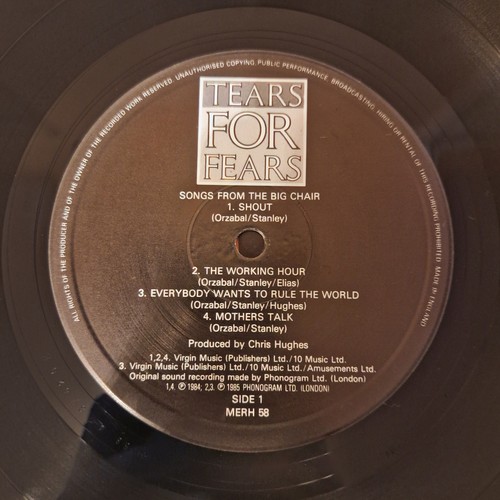 ALL RIGHTS OF THE PRODUCER AND OF THE OWNER OF THE RECORDED WORK RESERVED. UNAUTHORISED COPYING, PUBLIC PERFORMANCE, BROADCASTING, HIRING OR RENTAL OF THIS RECORDING PROHIBITED. MADE IN ENGLAND
TEARS
FOR
FEARS
SONGS FROM THE BIG CHAIR
1. SHOUT
(Orzabal/Stanley)
2. THE WORKING HOUR
(Orzabal/Stanley/Elias)
3. EVERYBODY WANTS TO RULE THE WORLD
(Orzabal/Stanley/Hughes)
4. MOTHERS TALK
(Orzabal/Stanley)
Produced by Chris Hughes
1,2,4. Virgin Music (Publishers) Ltd./10 Music Ltd.
3. Virgin Music (Publishers) Ltd./10 Music Ltd./Amusements Ltd.
Original sound recording made by Phonogram Ltd. (London)
1,4. ℗ 1984; 2,3. ℗ 1985 PHONOGRAM LTD. (LONDON)
SIDE 1
MERH 58